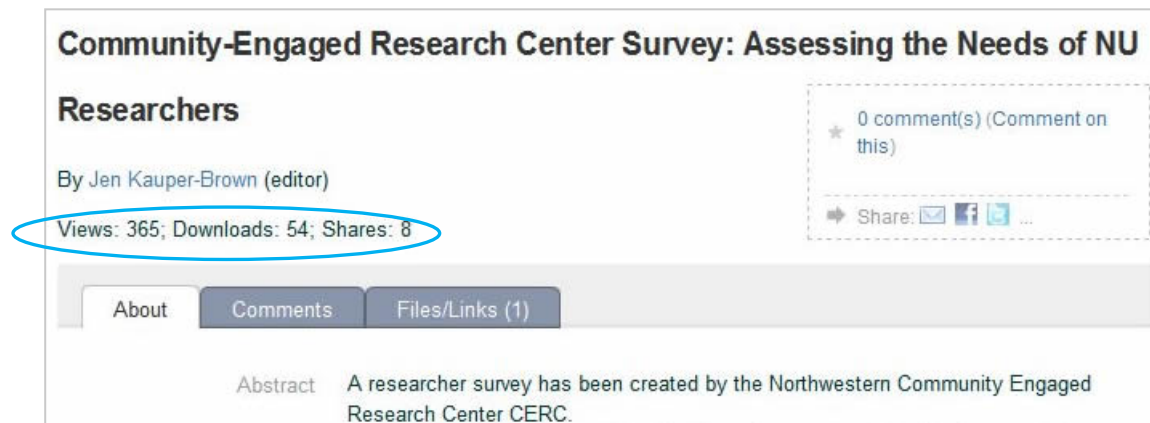 Community-Engaged Research Center Survey: Assessing the Needs of NU
Researchers
0 comment(s) (Comment on
this)
By Jen Kauper-Brown (editor)
Views: 365; Downloads: 54; Shares: 8
Share: ...
About Comments Files/Links (1)
Abstract A researcher survey has been created by the Northwestern Community Engaged
Research Center CERC.